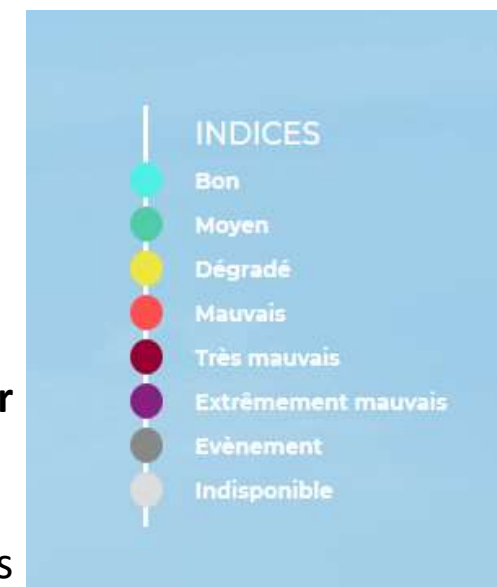 INDICES
Bon
Moyen
Dégradé
Mauvais
Très mauvais
r
Extrêmement mauvais
Evènement
Indisponible
s